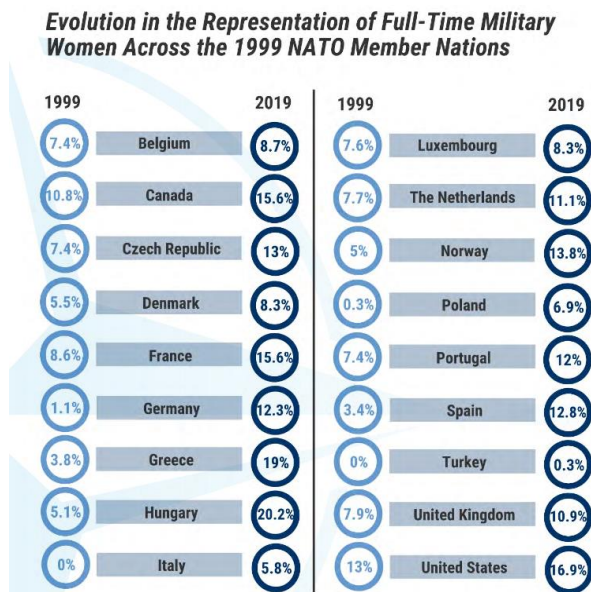 Evolution in the Representation of Full-Time Military
Women Across the 1999 NATO Member Nations
1999 2019
7.4% Belgium 8.7%
10.8% Canada 15.6%
7.4% Czech Republic 13%
5.5% Denmark 8.3%
8.6% France 15.6%
1.1% Germany 12.3%
3.8% Greece 19%
5.1% Hungary 20.2%
0% Italy 5.8%
1999 2019
7.6% Luxembourg 8.3%
7.7% The Netherlands 11.1%
5% Norway 13.8%
0.3% Poland 6.9%
7.4% Portugal 12%
3.4% Spain 12.8%
0% Turkey 0.3%
7.9% United Kingdom 10.9%
13% United States 16.9%